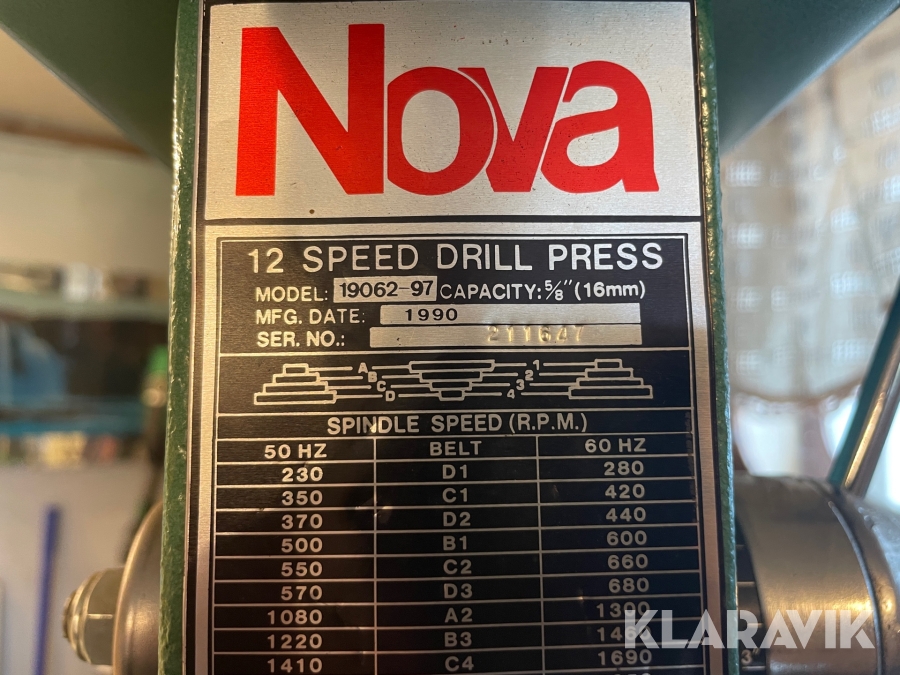 Nova
12 SPEED DRILL PRESS
MODEL: 19062-97 CAPACITY: 5/8" (16mm)
MFG. DATE: 1990
SER. NO.: 211647
A B C D 1 2 3 4
SPINDLE SPEED (R.P.M.)
50 HZ BELT 60 HZ
230 D1 280
350 C1 420
370 D2 440
500 B1 600
550 C2 660
570 D3 680
1080 A2 1300
1220 B3
1410 C4 1690
KLARAVIK